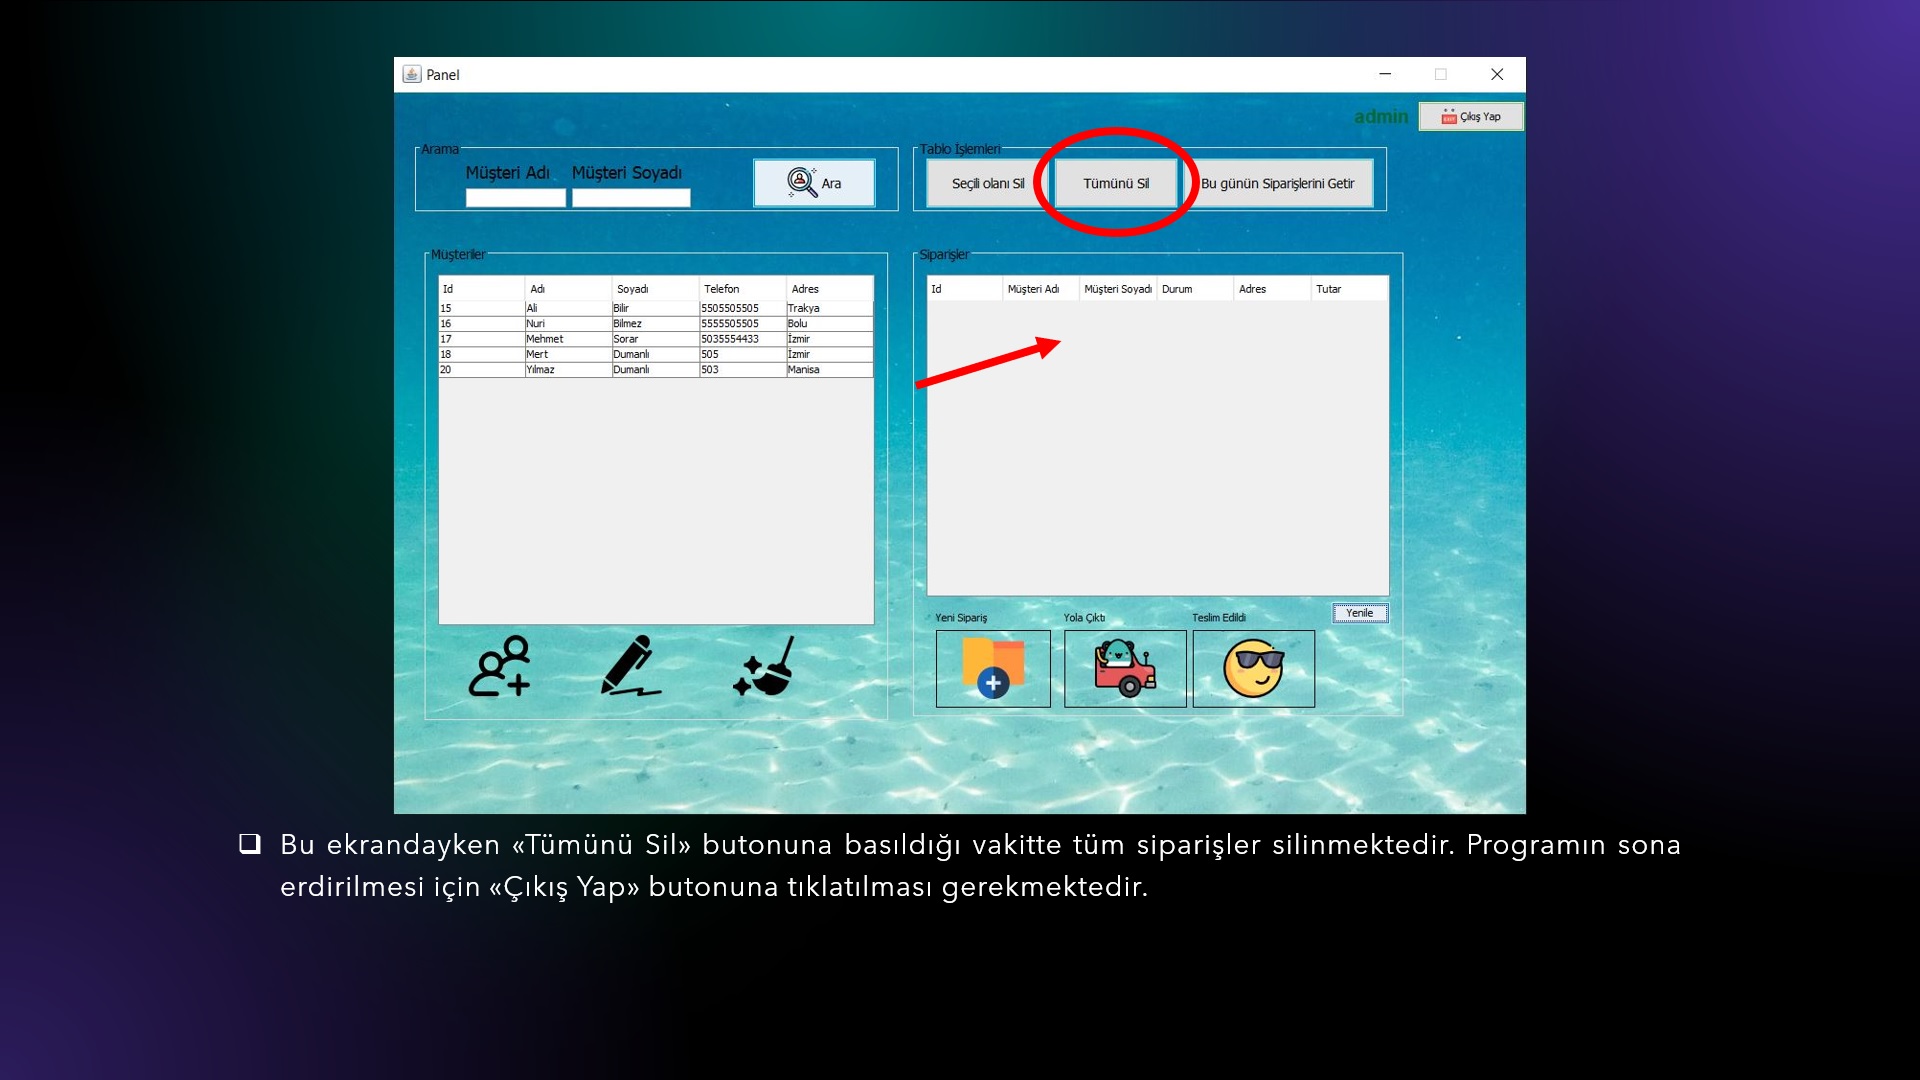 Panel
admin
Çıkış Yap
Arama
Müşteri Adı Müşteri Soyadı
Ara
Tablo İşlemleri
Seçili olanı Sil
Tümünü Sil
Bu günün Siparişlerini Getir
Müşteriler
Id Adı Soyadı Telefon Adres
15 Ali Bilir 5505505505 Trakya
16 Nuri Bilmez 5555505505 Bolu
17 Mehmet Sorar 5035554433 İzmir
18 Mert Dumanlı 505 İzmir
20 Yılmaz Dumanlı 503 Manisa
Siparişler
Id Müşteri Adı Müşteri Soyadı Durum Adres Tutar
Yenile
Yeni Sipariş Yola Çıktı Teslim Edildi
Bu ekrandayken «Tümünü Sil» butonuna basıldığı vakitte tüm siparişler silinmektedir. Programın sona
erdirilmesi için «Çıkış Yap» butonuna tıklatılması gerekmektedir.